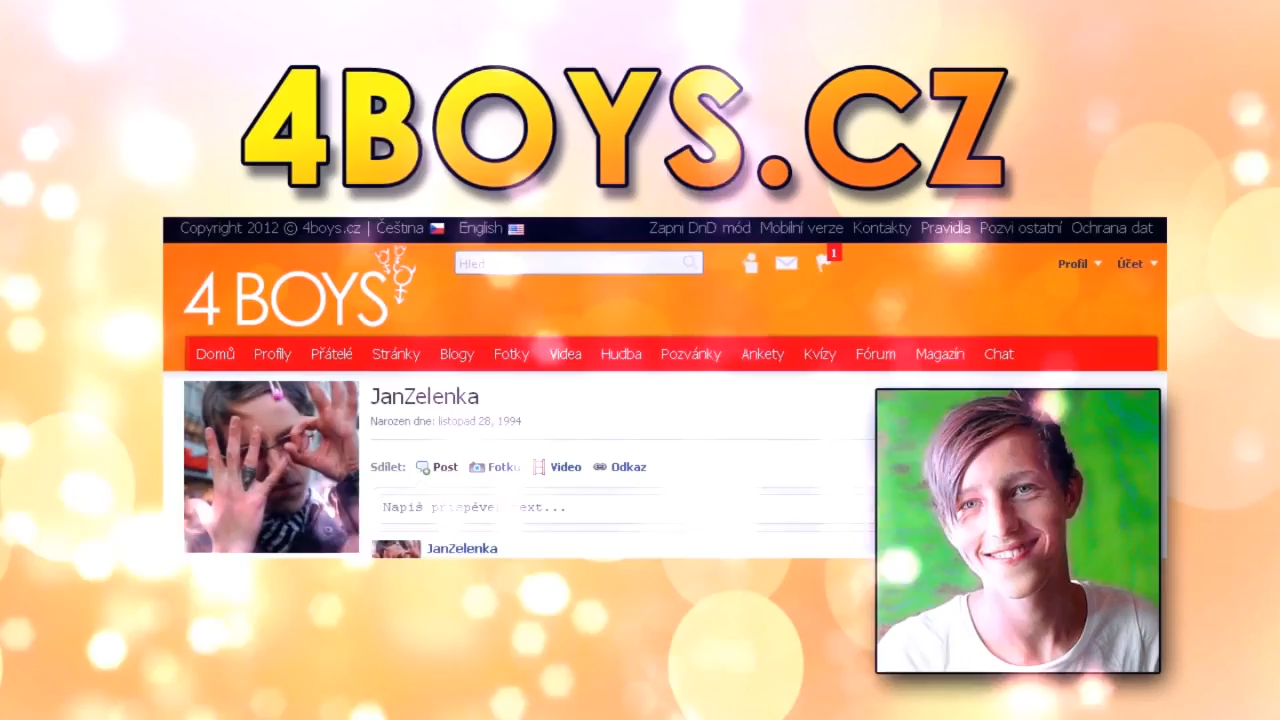 4BOYS.CZ
Copyright 2012 © 4boys.cz | Čeština English Zapni DnD mód Mobilní verze Kontakty Pravidla Pozvi ostatní Ochrana dat
4 BOYS Hled 1 Profil Účet
Domů Profily Přátelé Stránky Blogy Fotky Videa Hudba Pozvánky Ankety Kvízy Fórum Magazín Chat
JanZelenka
Narozen dne: listopad 28, 1994
Sdílet: Post Fotku Video Odkaz
Napiš
JanZelenka